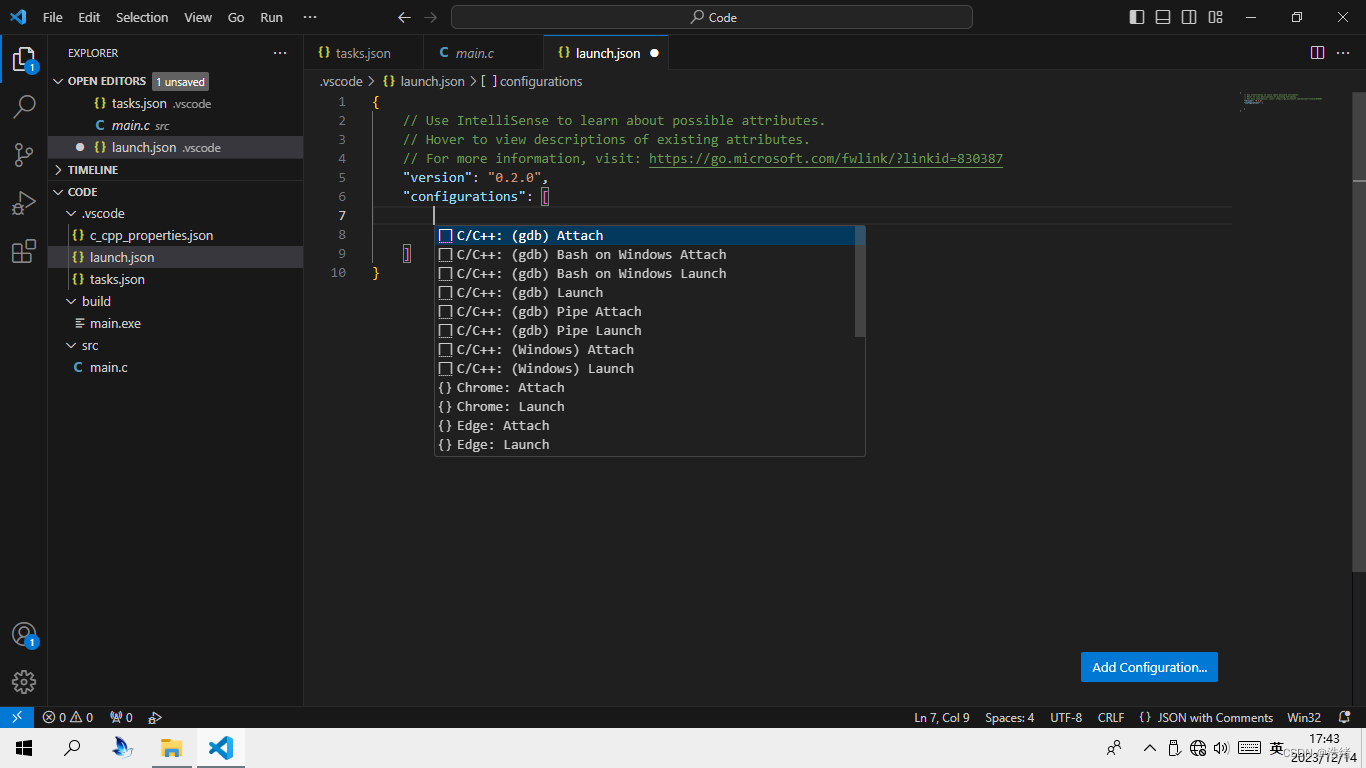 File Edit Selection View Go Run ···
Code
EXPLORER
OPEN EDITORS 1 unsaved
tasks.json .vscode
main.c src
launch.json .vscode
TIMELINE
CODE
.vscode
c_cpp_properties.json
launch.json
tasks.json
build
main.exe
src
main.c
1
1
tasks.json
main.c
launch.json
.vscode > {} launch.json > [ ] configurations
1 {
2 // Use IntelliSense to learn about possible attributes.
3 // Hover to view descriptions of existing attributes.
4 // For more information, visit: https://go.microsoft.com/fwlink/?linkid=830387
5 "version": "0.2.0",
6 "configurations": [
7
8
9 ]
10 }
C/C++: (gdb) Attach
C/C++: (gdb) Bash on Windows Attach
C/C++: (gdb) Bash on Windows Launch
C/C++: (gdb) Launch
C/C++: (gdb) Pipe Attach
C/C++: (gdb) Pipe Launch
C/C++: (Windows) Attach
C/C++: (Windows) Launch
{} Chrome: Attach
{} Chrome: Launch
{} Edge: Attach
{} Edge: Launch
Add Configuration...
0 0 0
Ln 7, Col 9 Spaces: 4 UTF-8 CRLF {} JSON with Comments Win32
英
17:43
2023/12/14